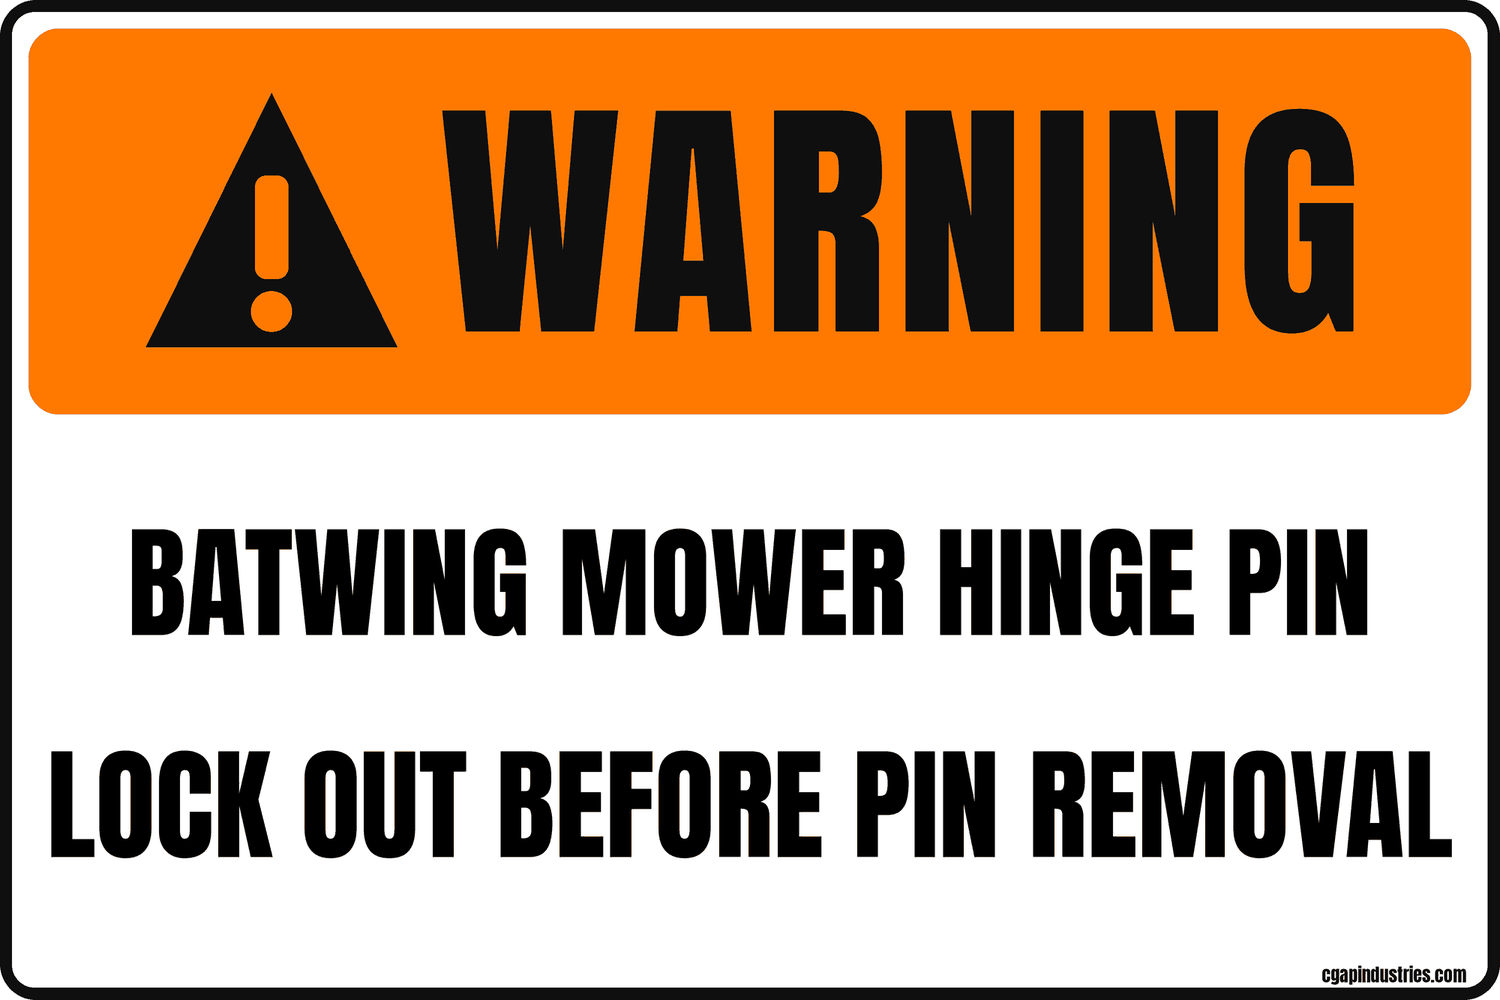 WARNING
BATWING MOWER HINGE PIN
LOCK OUT BEFORE PIN REMOVAL
cgapindustries.com